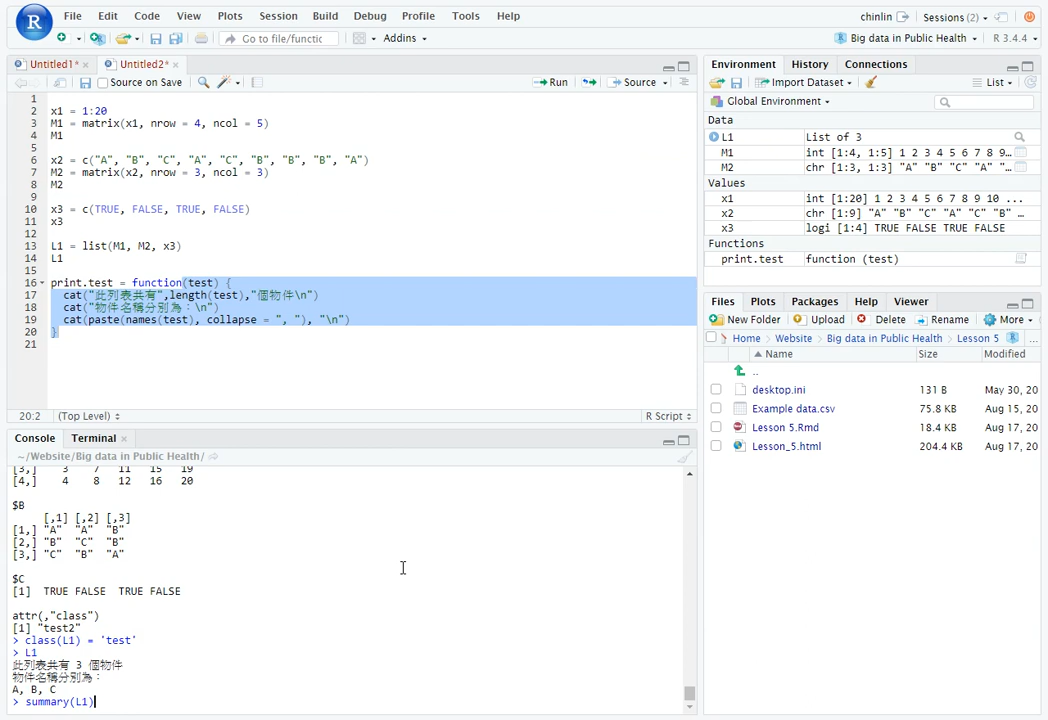 File Edit Code View Plots Session Build Debug Profile Tools Help
chinlin Sessions (2)
Go to file/functic Addins
Big data in Public Health R 3.4.4
Untitled1* × Untitled2* ×
Source on Save Run Source
1
2 x1 = 1:20
3 M1 = matrix(x1, nrow = 4, ncol = 5)
4 M1
5
6 x2 = c("A", "B", "C", "A", "C", "B", "B", "B", "A")
7 M2 = matrix(x2, nrow = 3, ncol = 3)
8 M2
9
10 x3 = c(TRUE, FALSE, TRUE, FALSE)
11 x3
12
13 L1 = list(M1, M2, x3)
14 L1
15
16 print.test = function(test) {
17 cat("此列表共有",length(test),"個物件\n")
18 cat("物件名稱分別為：\n")
19 cat(paste(names(test), collapse = ", "), "\n")
20 }
21
20:2 (Top Level) R Script
Console Terminal ×
~/Website/Big data in Public Health/
[3,] 3 7 11 15 19
[4,] 4 8 12 16 20
$B
[,1] [,2] [,3]
[1,] "A" "A" "B"
[2,] "B" "C" "B"
[3,] "C" "B" "A"
$C
[1] TRUE FALSE TRUE FALSE
attr(,"class")
[1] "test2"
> class(L1) = 'test'
> L1
此列表共有 3 個物件
物件名稱分別為：
A, B, C
> summary(L1)
Environment History Connections
Import Dataset List
Global Environment
Data
L1 List of 3
M1 int [1:4, 1:5] 1 2 3 4 5 6 7 8 9…
M2 chr [1:3, 1:3] "A" "B" "C" "A" "…
Values
x1 int [1:20] 1 2 3 4 5 6 7 8 9 10 ...
x2 chr [1:9] "A" "B" "C" "A" "C" "B" …
x3 logi [1:4] TRUE FALSE TRUE FALSE
Functions
print.test function (test)
Files Plots Packages Help Viewer
New Folder Upload Delete Rename More
Home Website Big data in Public Health Lesson 5 ...
Name Size Modified
..
desktop.ini 131 B May 30, 20
Example data.csv 75.8 KB Aug 15, 20
Lesson 5.Rmd 18.4 KB Aug 17, 20
Lesson_5.html 204.4 KB Aug 17, 20